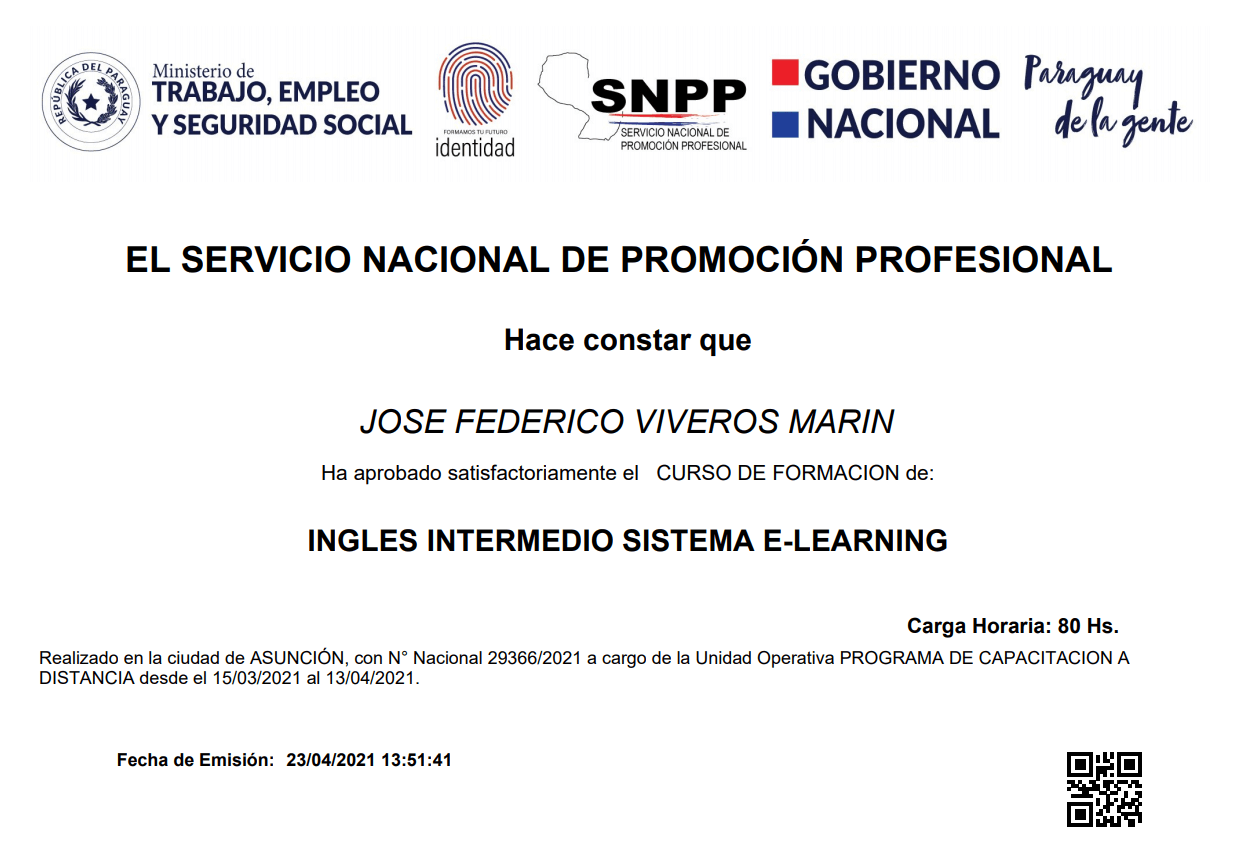 REPÚBLICA DEL PARAGUAY
Ministerio de
TRABAJO, EMPLEO
Y SEGURIDAD SOCIAL
FORMAMOS TU FUTURO
identidad
SNPP
SERVICIO NACIONAL DE
PROMOCIÓN PROFESIONAL
GOBIERNO
NACIONAL
Paraguay
de la gente
EL SERVICIO NACIONAL DE PROMOCIÓN PROFESIONAL
Hace constar que
JOSE FEDERICO VIVEROS MARIN
Ha aprobado satisfactoriamente el CURSO DE FORMACION de:
INGLES INTERMEDIO SISTEMA E-LEARNING
Carga Horaria: 80 Hs.
Realizado en la ciudad de ASUNCIÓN, con N° Nacional 29366/2021 a cargo de la Unidad Operativa PROGRAMA DE CAPACITACION A
DISTANCIA desde el 15/03/2021 al 13/04/2021.
Fecha de Emisión: 23/04/2021 13:51:41